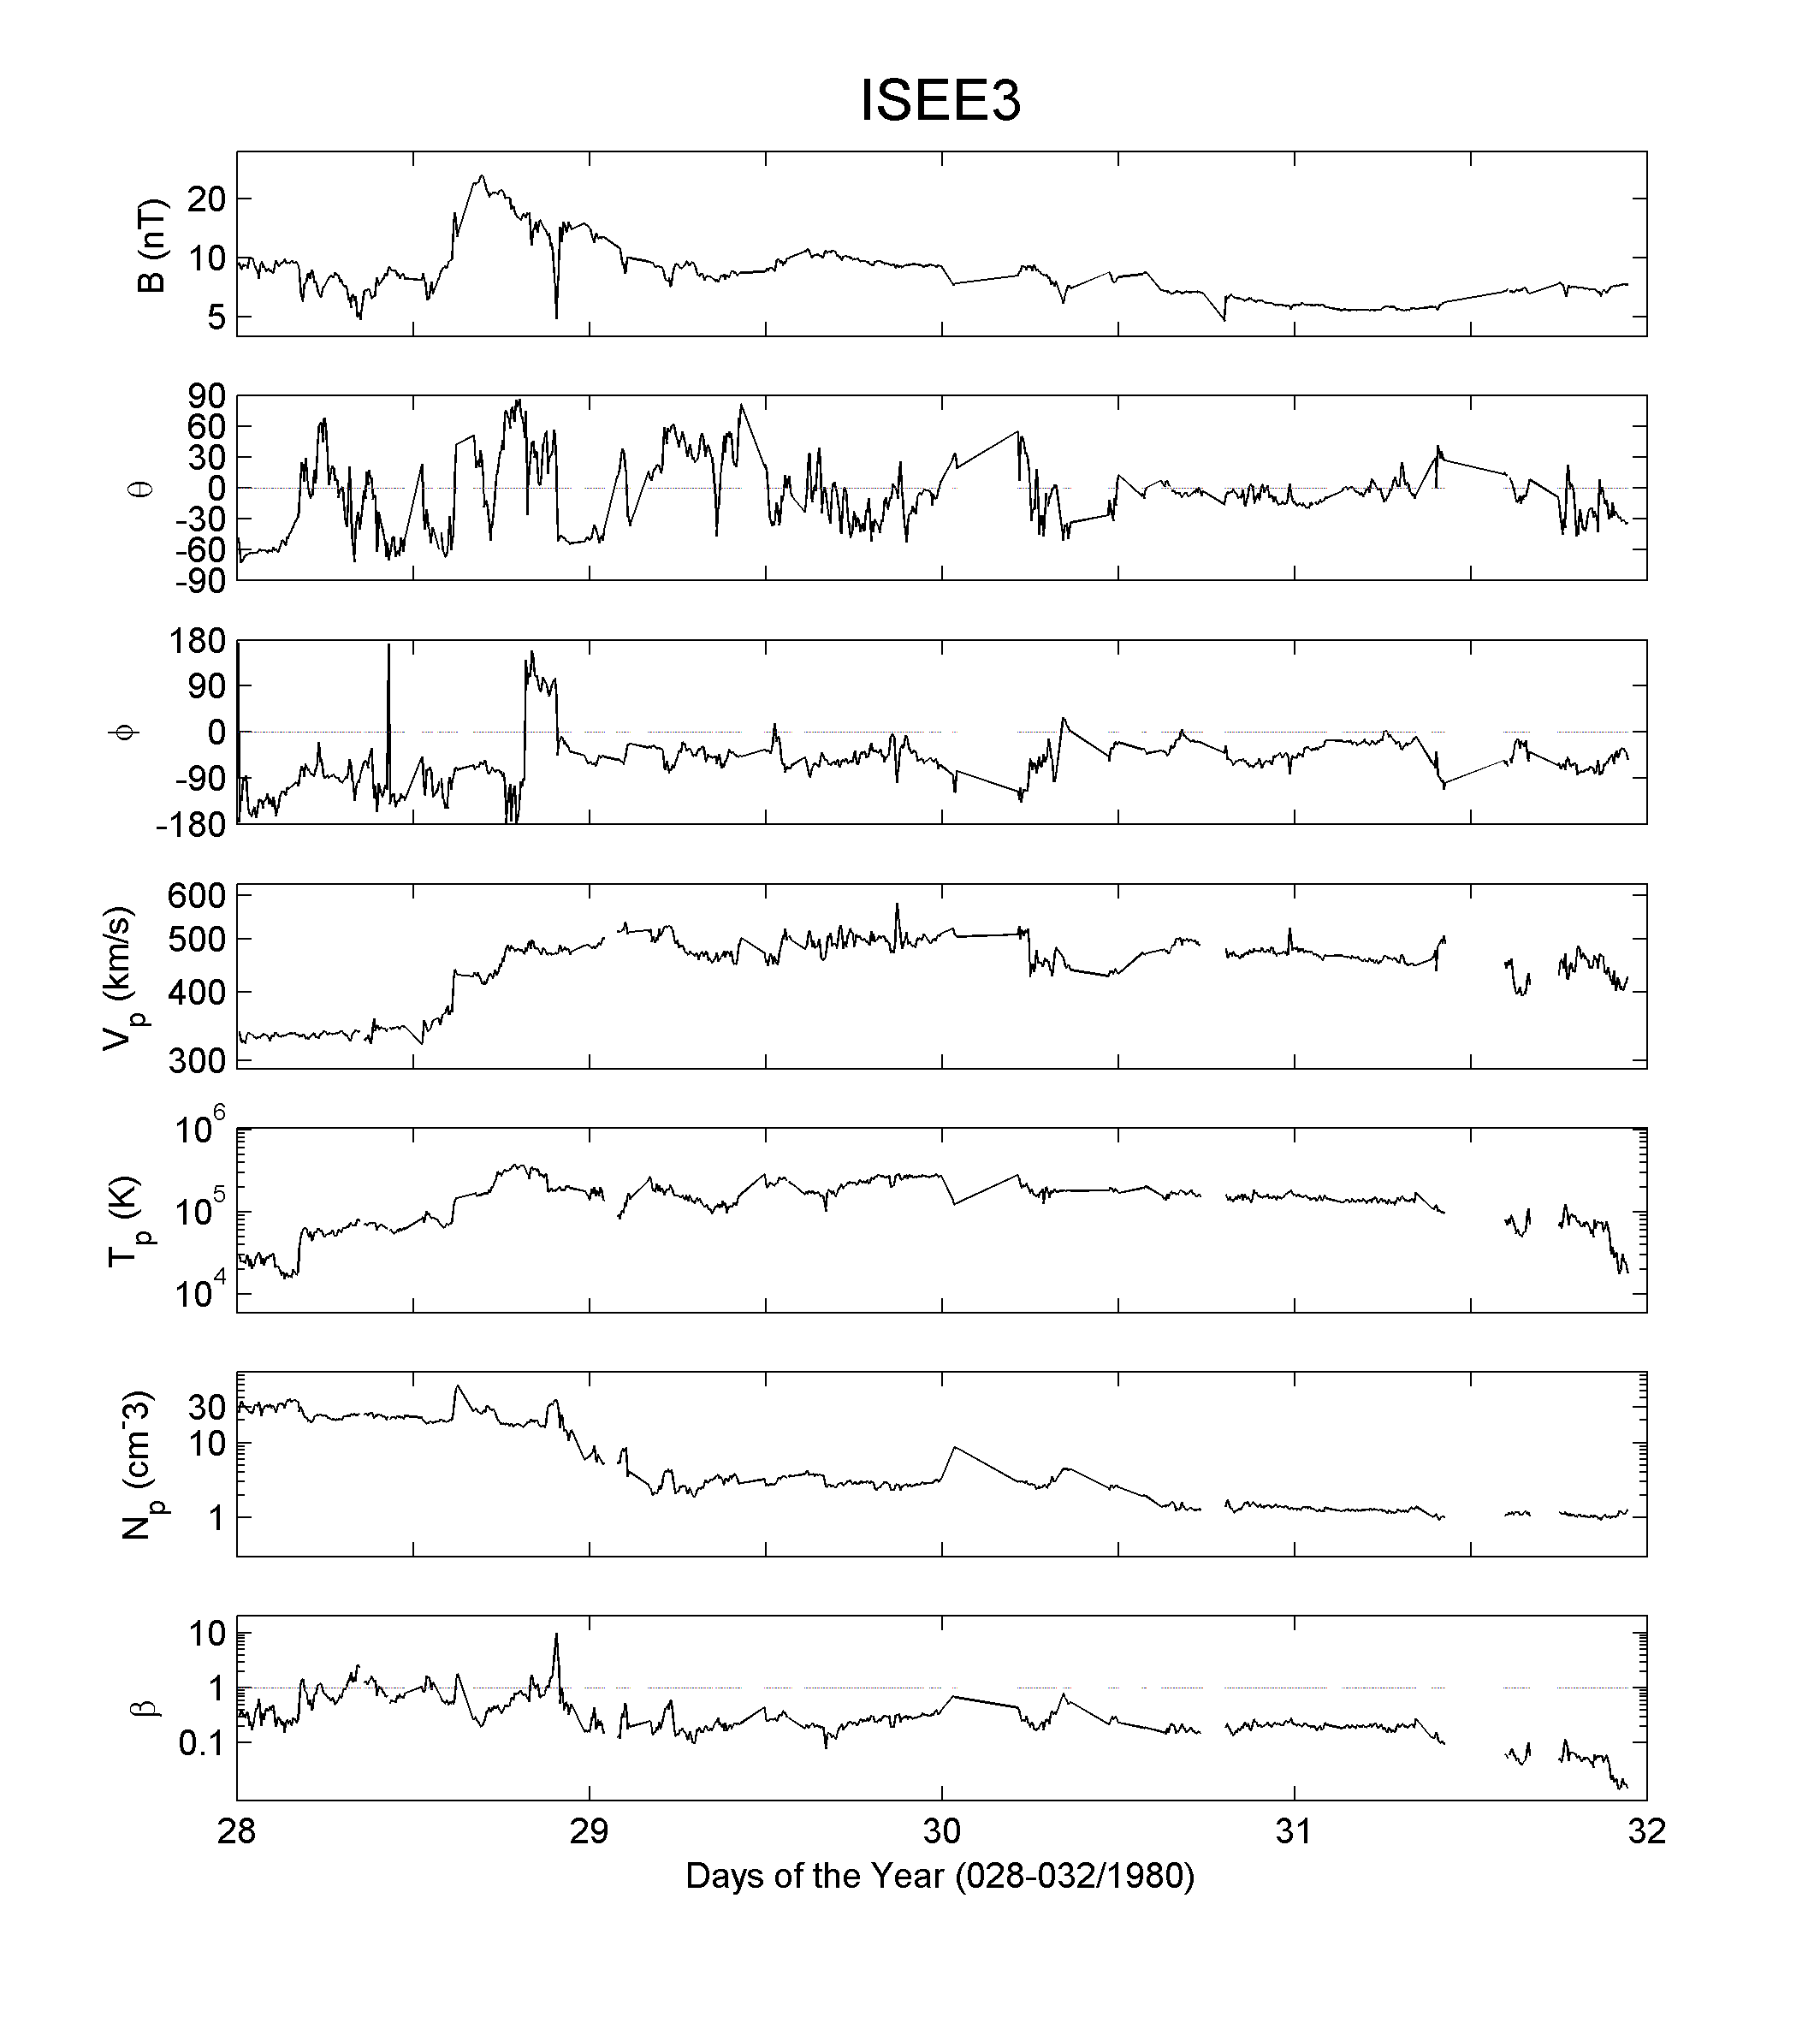 ISEE3
B (nT)
20
10
5
θ
90
60
30
0
-30
-60
-90
ϕ
180
90
0
-90
-180
Vp (km/s)
600
500
400
300
Tp (K)
10^6
10^5
10^4
Np (cm-3)
30
10
1
β
10
1
0.1
28 29 30 31 32
Days of the Year (028-032/1980)